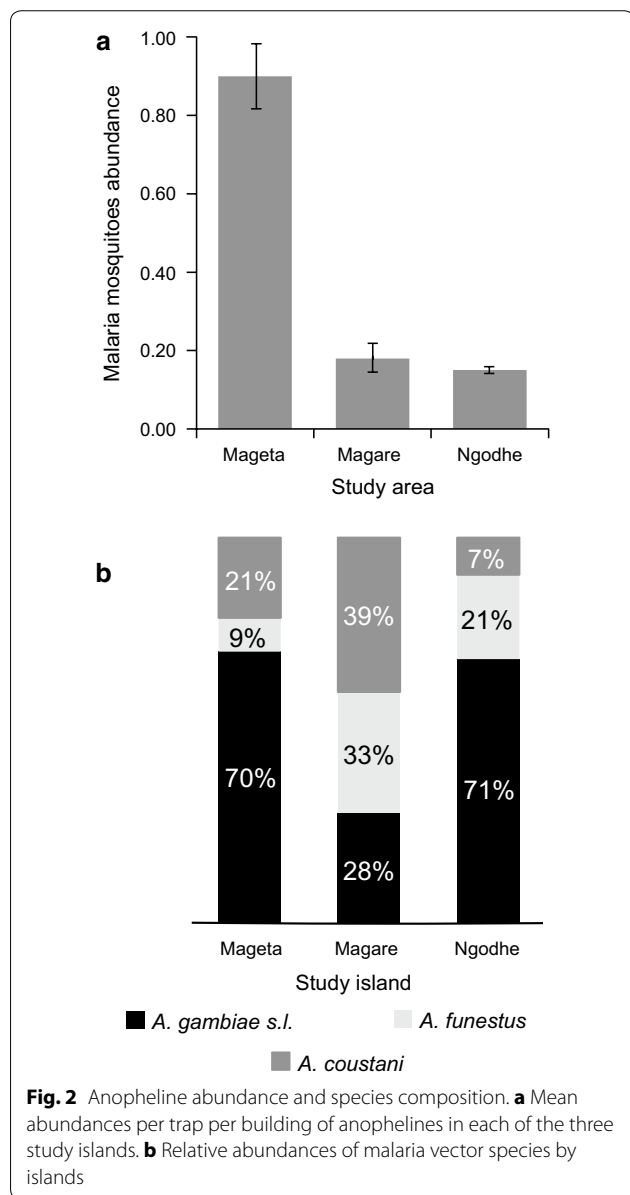 a
1.00
0.80
0.60
0.40
0.20
0.00
Malaria mosquitoes abundance
Mageta Magare Ngodhe
Study area
b
21% 39% 7%
9% 33% 21%
70% 28% 71%
Mageta Magare Ngodhe
Study island
A. gambiae s.l. A. funestus
A. coustani
Fig. 2 Anopheline abundance and species composition. a Mean
abundances per trap per building of anophelines in each of the three
study islands. b Relative abundances of malaria vector species by
islands